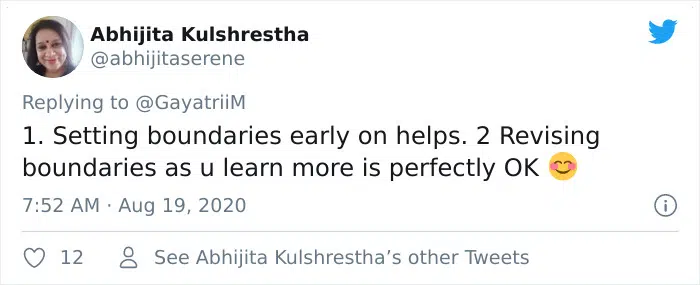 Abhijita Kulshrestha
@abhijitaserene
Replying to @GayatriiM
1. Setting boundaries early on helps. 2 Revising
boundaries as u learn more is perfectly OK 😊
7:52 AM · Aug 19, 2020
12 See Abhijita Kulshrestha’s other Tweets